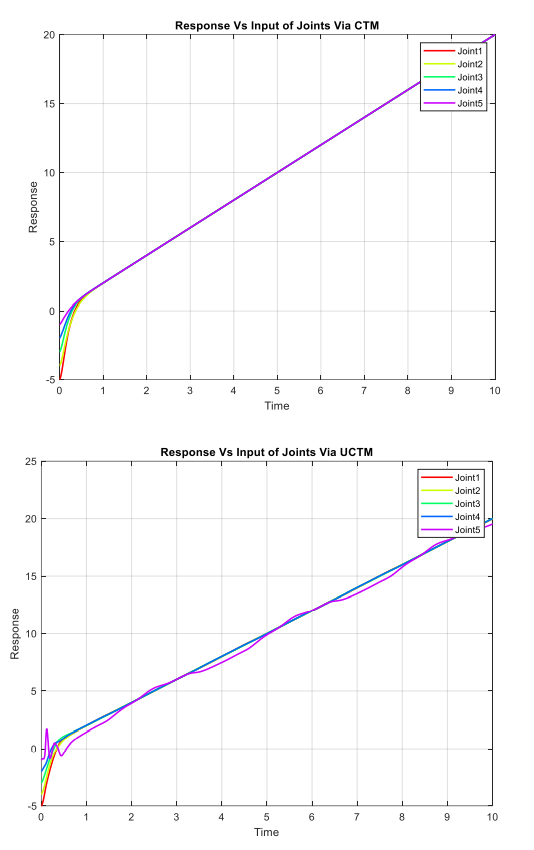 Response Vs Input of Joints Via CTM
20
15
10
5
0
-5
Response
Joint1
Joint2
Joint3
Joint4
Joint5
0 1 2 3 4 5 6 7 8 9 10
Time
Response Vs Input of Joints Via UCTM
25
20
15
10
5
0
-5
Response
Joint1
Joint2
Joint3
Joint4
Joint5
0 1 2 3 4 5 6 7 8 9 10
Time